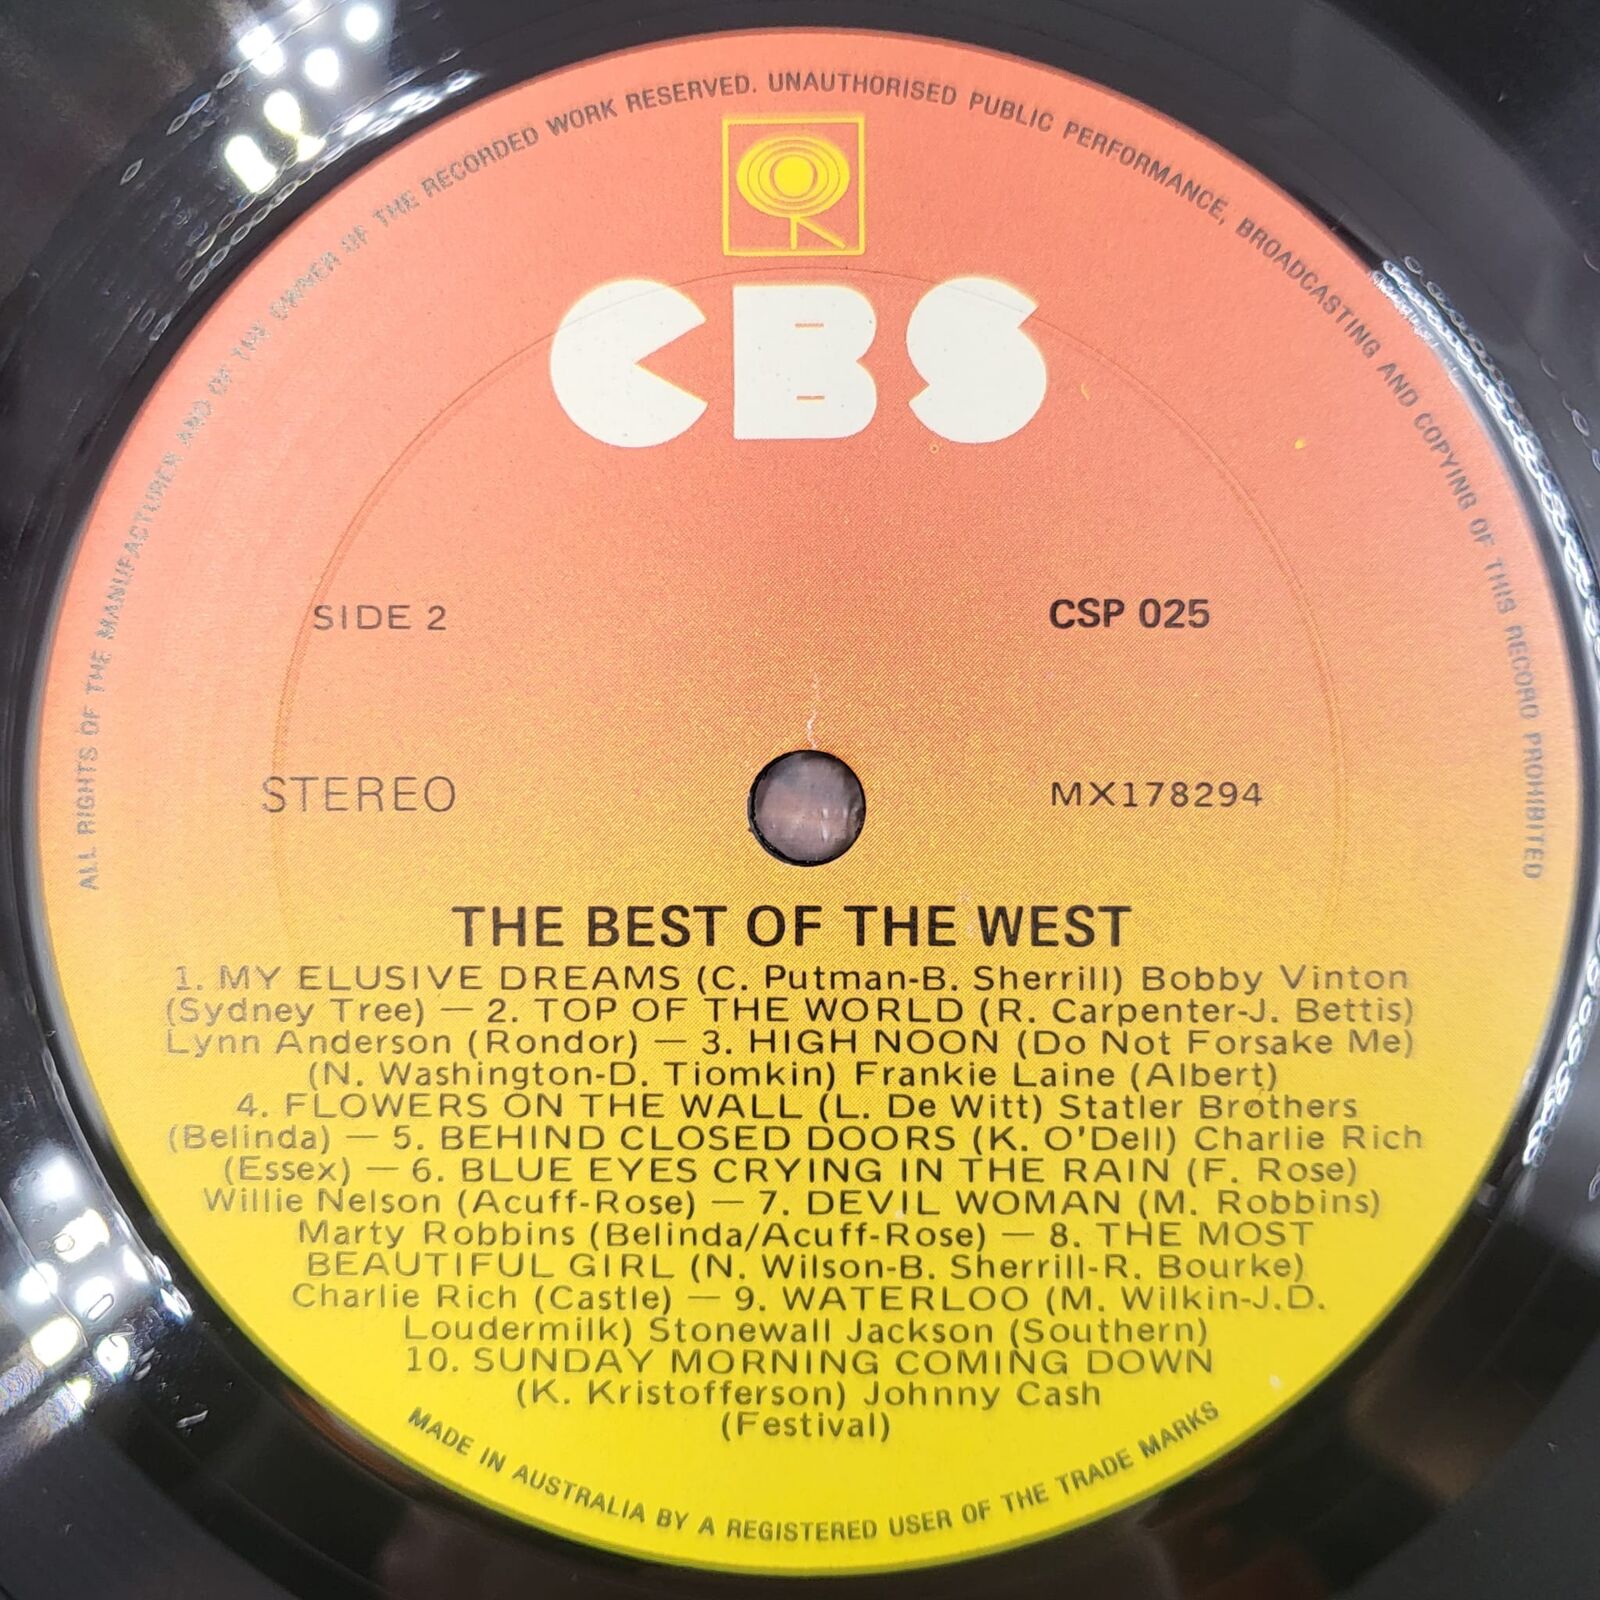 ALL RIGHTS OF THE MANUFACTURER AND OF THE OWNER OF THE RECORDED WORK RESERVED. UNAUTHORISED PUBLIC PERFORMANCE, BROADCASTING AND COPYING OF THIS RECORD PROHIBITED
CBS
SIDE 2
CSP 025
STEREO
MX178294
THE BEST OF THE WEST
1. MY ELUSIVE DREAMS (C. Putman-B. Sherrill) Bobby Vinton
(Sydney Tree) — 2. TOP OF THE WORLD (R. Carpenter-J. Bettis)
Lynn Anderson (Rondor) — 3. HIGH NOON (Do Not Forsake Me)
(N. Washington-D. Tiomkin) Frankie Laine (Albert)
4. FLOWERS ON THE WALL (L. De Witt) Statler Brothers
(Belinda) — 5. BEHIND CLOSED DOORS (K. O'Dell) Charlie Rich
(Essex) — 6. BLUE EYES CRYING IN THE RAIN (F. Rose)
Willie Nelson (Acuff-Rose) — 7. DEVIL WOMAN (M. Robbins)
Marty Robbins (Belinda/Acuff-Rose) — 8. THE MOST
BEAUTIFUL GIRL (N. Wilson-B. Sherrill-R. Bourke)
Charlie Rich (Castle) — 9. WATERLOO (M. Wilkin-J.D.
Loudermilk) Stonewall Jackson (Southern)
10. SUNDAY MORNING COMING DOWN
(K. Kristofferson) Johnny Cash
(Festival)
MADE IN AUSTRALIA BY A REGISTERED USER OF THE TRADE MARKS